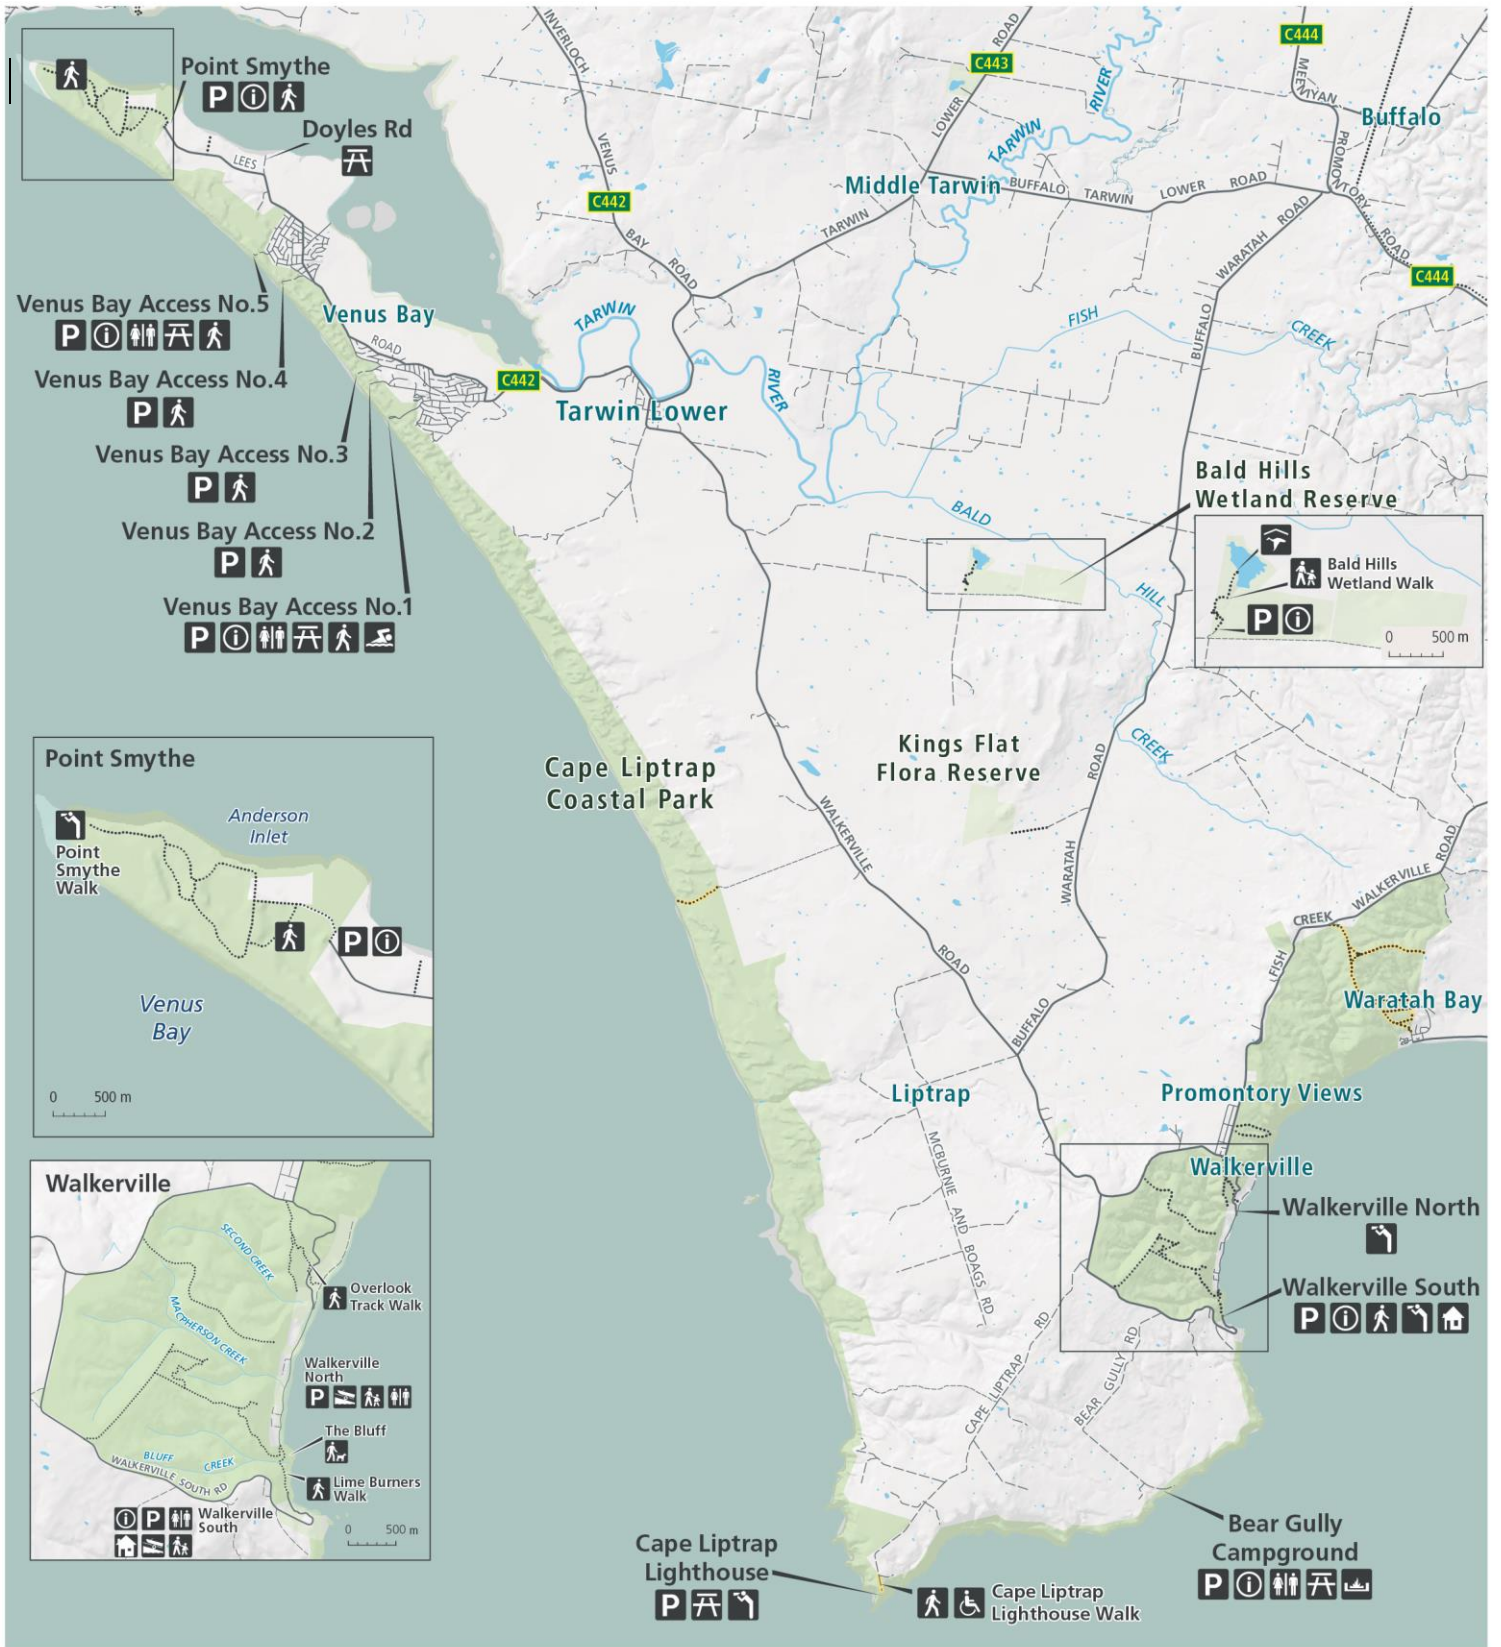 INVERLOCH
ROAD
C443
C444
MEENIYAN
Buffalo
Point Smythe
P
Doyles Rd
LEES
VENUS
LOWER
TARWIN
RIVER
PROMONTORY
C442
Middle Tarwin
BUFFALO
TARWIN
LOWER
ROAD
BAY
ROAD
TARWIN
WARATAH
ROAD
ROAD
C444
Venus Bay Access No.5
P
Venus Bay
TARWIN
FISH
CREEK
BUFFALO
ROAD
Venus Bay Access No.4
P
C442
Tarwin Lower
RIVER
Venus Bay Access No.3
P
Venus Bay Access No.2
P
Venus Bay Access No.1
P
Bald Hills
Wetland Reserve
BALD
HILL
CREEK
Bald Hills
Wetland Walk
P
0 500 m
Point Smythe
Anderson
Inlet
Point
Smythe
Walk
P
Venus
Bay
0 500 m
Cape Liptrap
Coastal Park
Kings Flat
Flora Reserve
ROAD
WARATAH
BUFFALO
WALKERVILLE
ROAD
FISH
CREEK
WALKERVILLE
ROAD
Waratah Bay
Liptrap
Promontory Views
MCBURNIE AND BOAGS RD
Walkerville
Walkerville North
Walkerville South
P
CAPE LIPTRAP RD
BEAR GULLY RD
Walkerville
SECOND CREEK
MACPHERSON CREEK
Overlook
Track Walk
Walkerville
North
P
The Bluff
BLUFF CREEK
WALKERVILLE SOUTH RD
Lime Burners
Walk
P
Walkerville
South
0 500 m
Cape Liptrap
Lighthouse
P
Cape Liptrap
Lighthouse Walk
Bear Gully
Campground
P